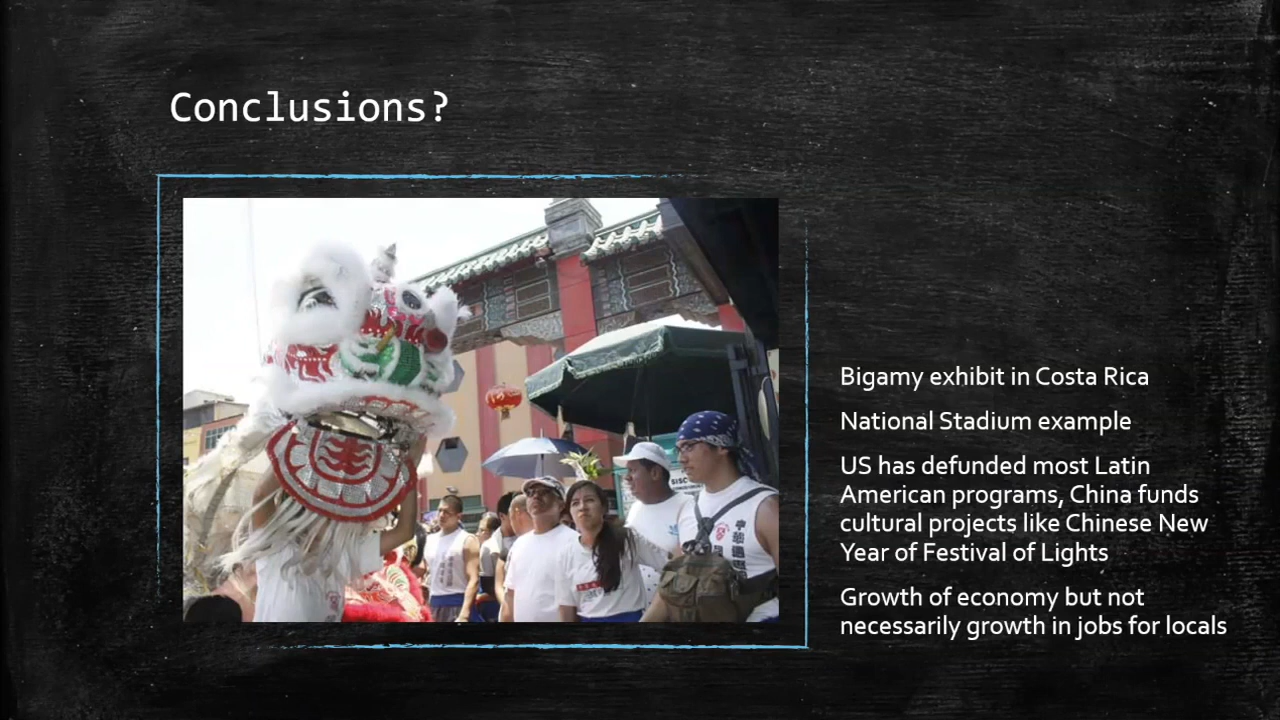 Conclusions?
Bigamy exhibit in Costa Rica
National Stadium example
US has defunded most Latin
American programs, China funds
cultural projects like Chinese New
Year of Festival of Lights
Growth of economy but not
necessarily growth in jobs for locals